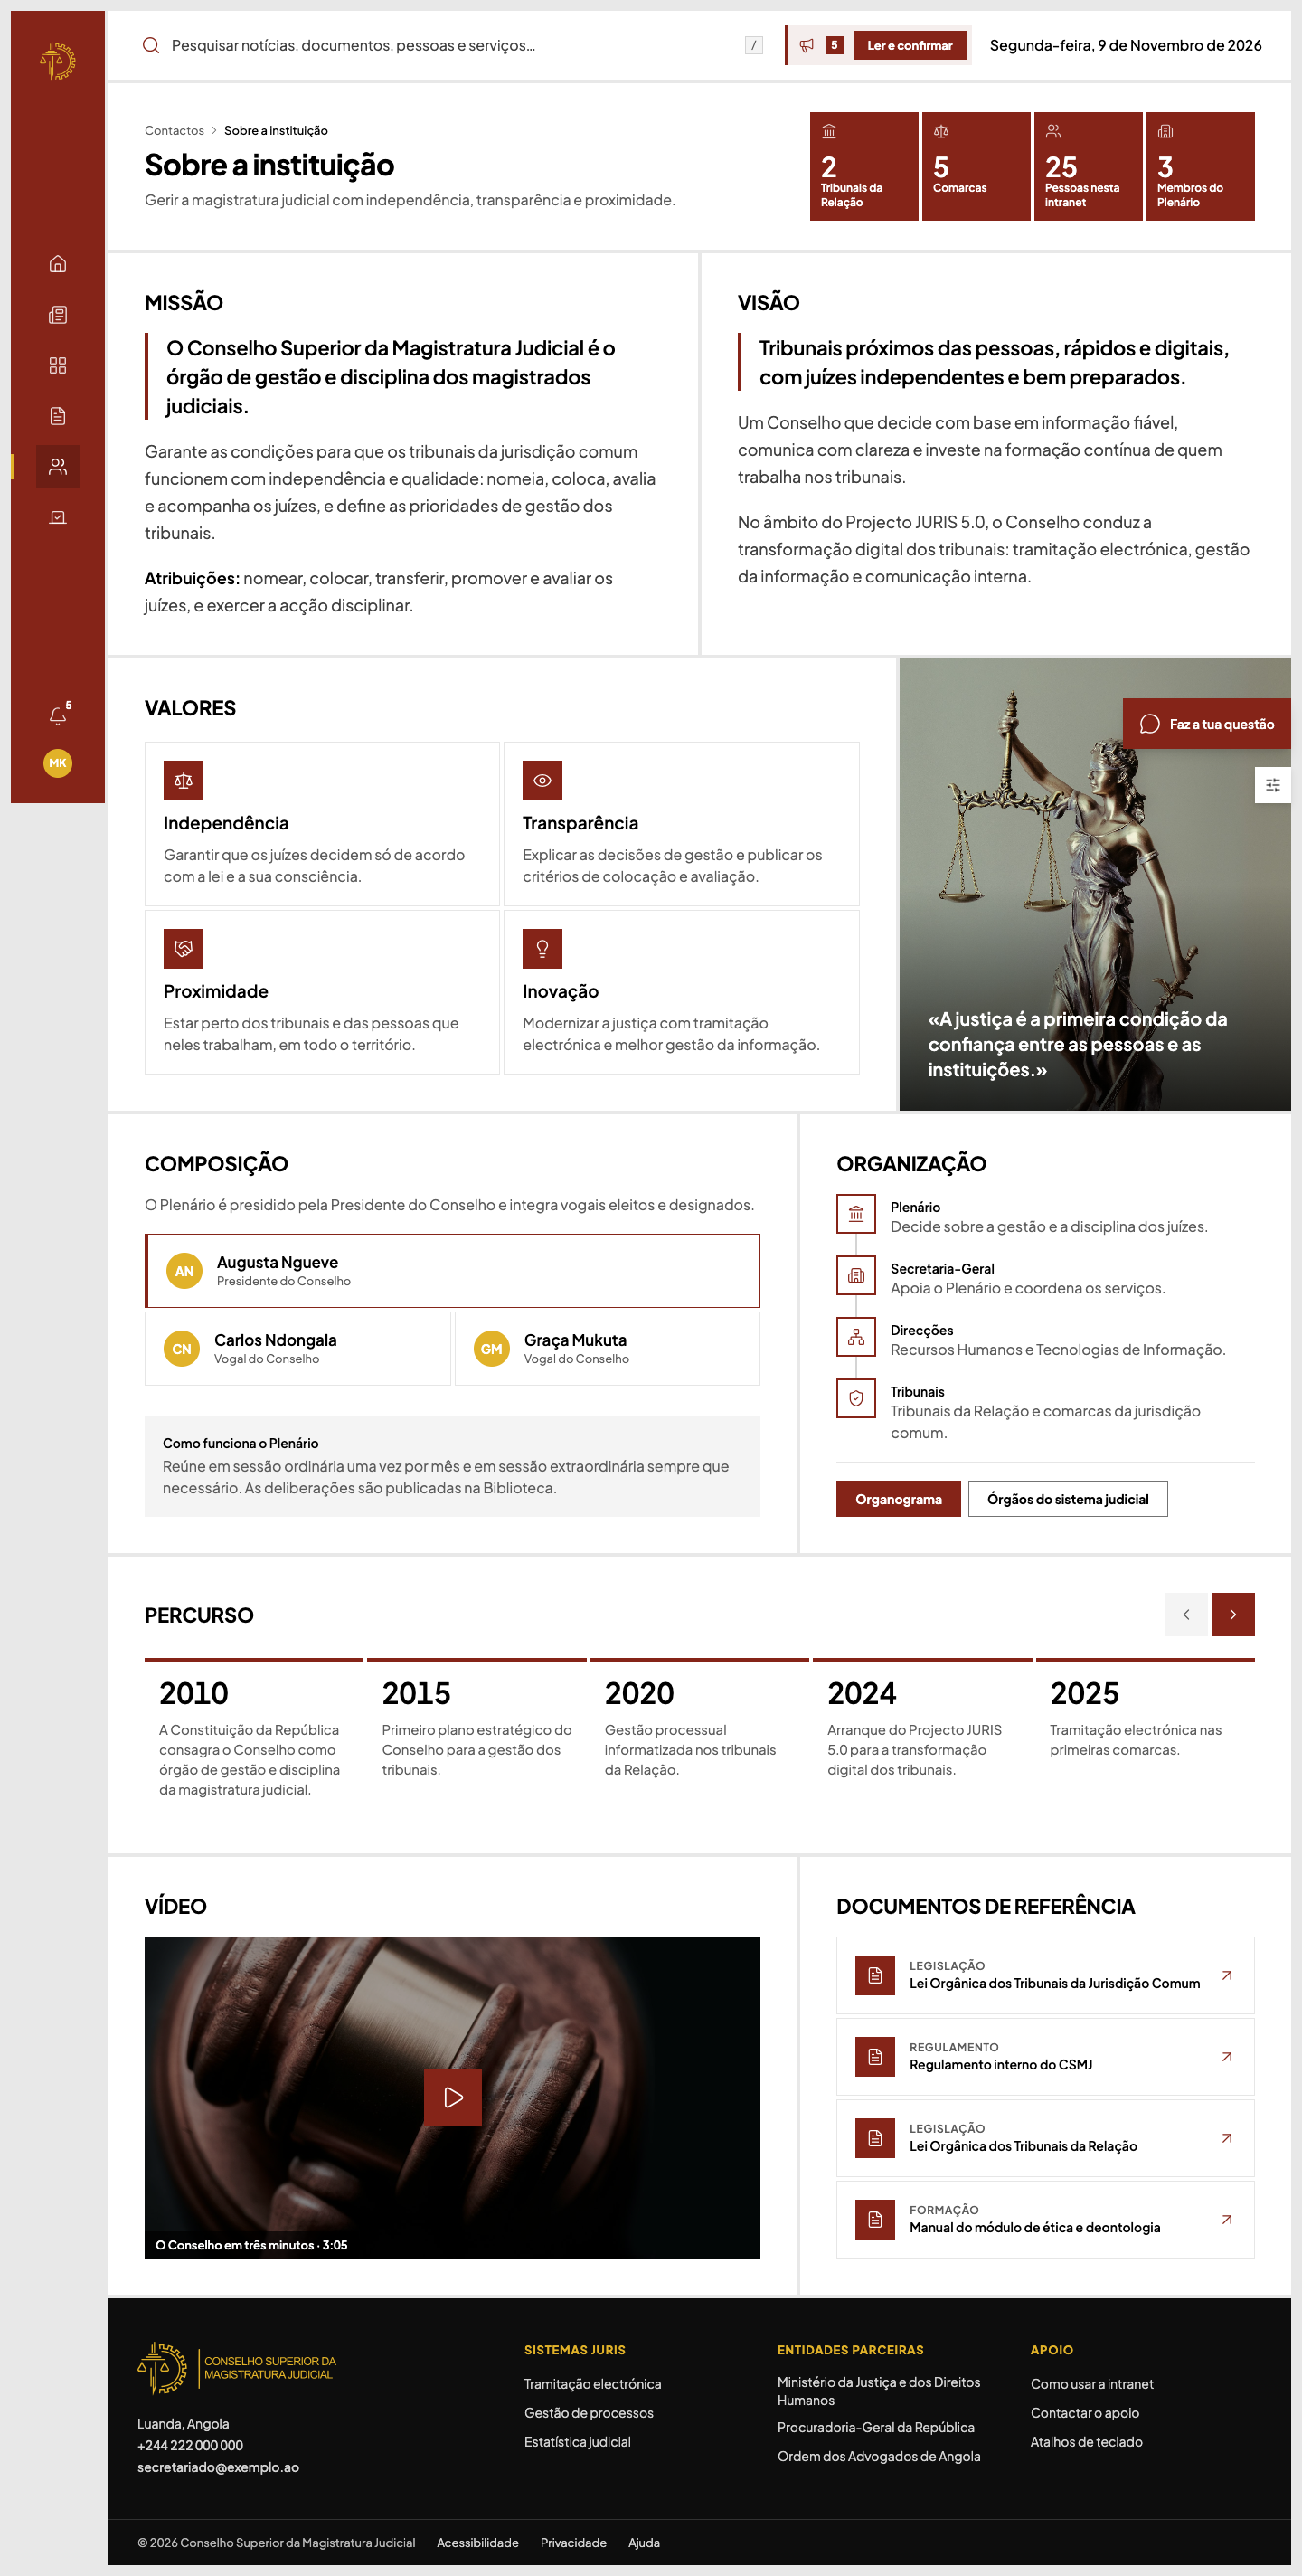 Pesquisar notícias, documentos, pessoas e serviços...
/
5
Ler e confirmar
Segunda-feira, 9 de Novembro de 2026
Contactos
Sobre a instituição
Sobre a instituição
Gerir a magistratura judicial com independência, transparência e proximidade.
2
Tribunais da
Relação
5
Comarcas
25
Pessoas nesta
intranet
3
Membros do
Plenário
5
MK
MISSÃO
O Conselho Superior da Magistratura Judicial é o
órgão de gestão e disciplina dos magistrados
judiciais.
Garante as condições para que os tribunais da jurisdição comum
funcionem com independência e qualidade: nomeia, coloca, avalia
e acompanha os juízes, e define as prioridades de gestão dos
tribunais.
Atribuições: nomear, colocar, transferir, promover e avaliar os
juízes, e exercer a acção disciplinar.
VISÃO
Tribunais próximos das pessoas, rápidos e digitais,
com juízes independentes e bem preparados.
Um Conselho que decide com base em informação fiável,
comunica com clareza e investe na formação contínua de quem
trabalha nos tribunais.
No âmbito do Projecto JURIS 5.0, o Conselho conduz a
transformação digital dos tribunais: tramitação electrónica, gestão
da informação e comunicação interna.
VALORES
Independência
Garantir que os juízes decidem só de acordo
com a lei e a sua consciência.
Transparência
Explicar as decisões de gestão e publicar os
critérios de colocação e avaliação.
Proximidade
Estar perto dos tribunais e das pessoas que
neles trabalham, em todo o território.
Inovação
Modernizar a justiça com tramitação
electrónica e melhor gestão da informação.
Faz a tua questão
«A justiça é a primeira condição da
confiança entre as pessoas e as
instituições.»
COMPOSIÇÃO
O Plenário é presidido pela Presidente do Conselho e integra vogais eleitos e designados.
AN
Augusta Ngueve
Presidente do Conselho
CN
Carlos Ndongala
Vogal do Conselho
GM
Graça Mukuta
Vogal do Conselho
Como funciona o Plenário
Reúne em sessão ordinária uma vez por mês e em sessão extraordinária sempre que
necessário. As deliberações são publicadas na Biblioteca.
ORGANIZAÇÃO
Plenário
Decide sobre a gestão e a disciplina dos juízes.
Secretaria-Geral
Apoia o Plenário e coordena os serviços.
Direcções
Recursos Humanos e Tecnologias de Informação.
Tribunais
Tribunais da Relação e comarcas da jurisdição
comum.
Organograma
Órgãos do sistema judicial
PERCURSO
2010
A Constituição da República
consagra o Conselho como
órgão de gestão e disciplina
da magistratura judicial.
2015
Primeiro plano estratégico do
Conselho para a gestão dos
tribunais.
2020
Gestão processual
informatizada nos tribunais
da Relação.
2024
Arranque do Projecto JURIS
5.0 para a transformação
digital dos tribunais.
2025
Tramitação electrónica nas
primeiras comarcas.
VÍDEO
O Conselho em três minutos · 3:05
DOCUMENTOS DE REFERÊNCIA
LEGISLAÇÃO
Lei Orgânica dos Tribunais da Jurisdição Comum
REGULAMENTO
Regulamento interno do CSMJ
LEGISLAÇÃO
Lei Orgânica dos Tribunais da Relação
FORMAÇÃO
Manual do módulo de ética e deontologia
CONSELHO SUPERIOR DA
MAGISTRATURA JUDICIAL
Luanda, Angola
+244 222 000 000
secretariado@exemplo.ao
SISTEMAS JURIS
Tramitação electrónica
Gestão de processos
Estatística judicial
ENTIDADES PARCEIRAS
Ministério da Justiça e dos Direitos
Humanos
Procuradoria-Geral da República
Ordem dos Advogados de Angola
APOIO
Como usar a intranet
Contactar o apoio
Atalhos de teclado
© 2026 Conselho Superior da Magistratura Judicial
Acessibilidade
Privacidade
Ajuda